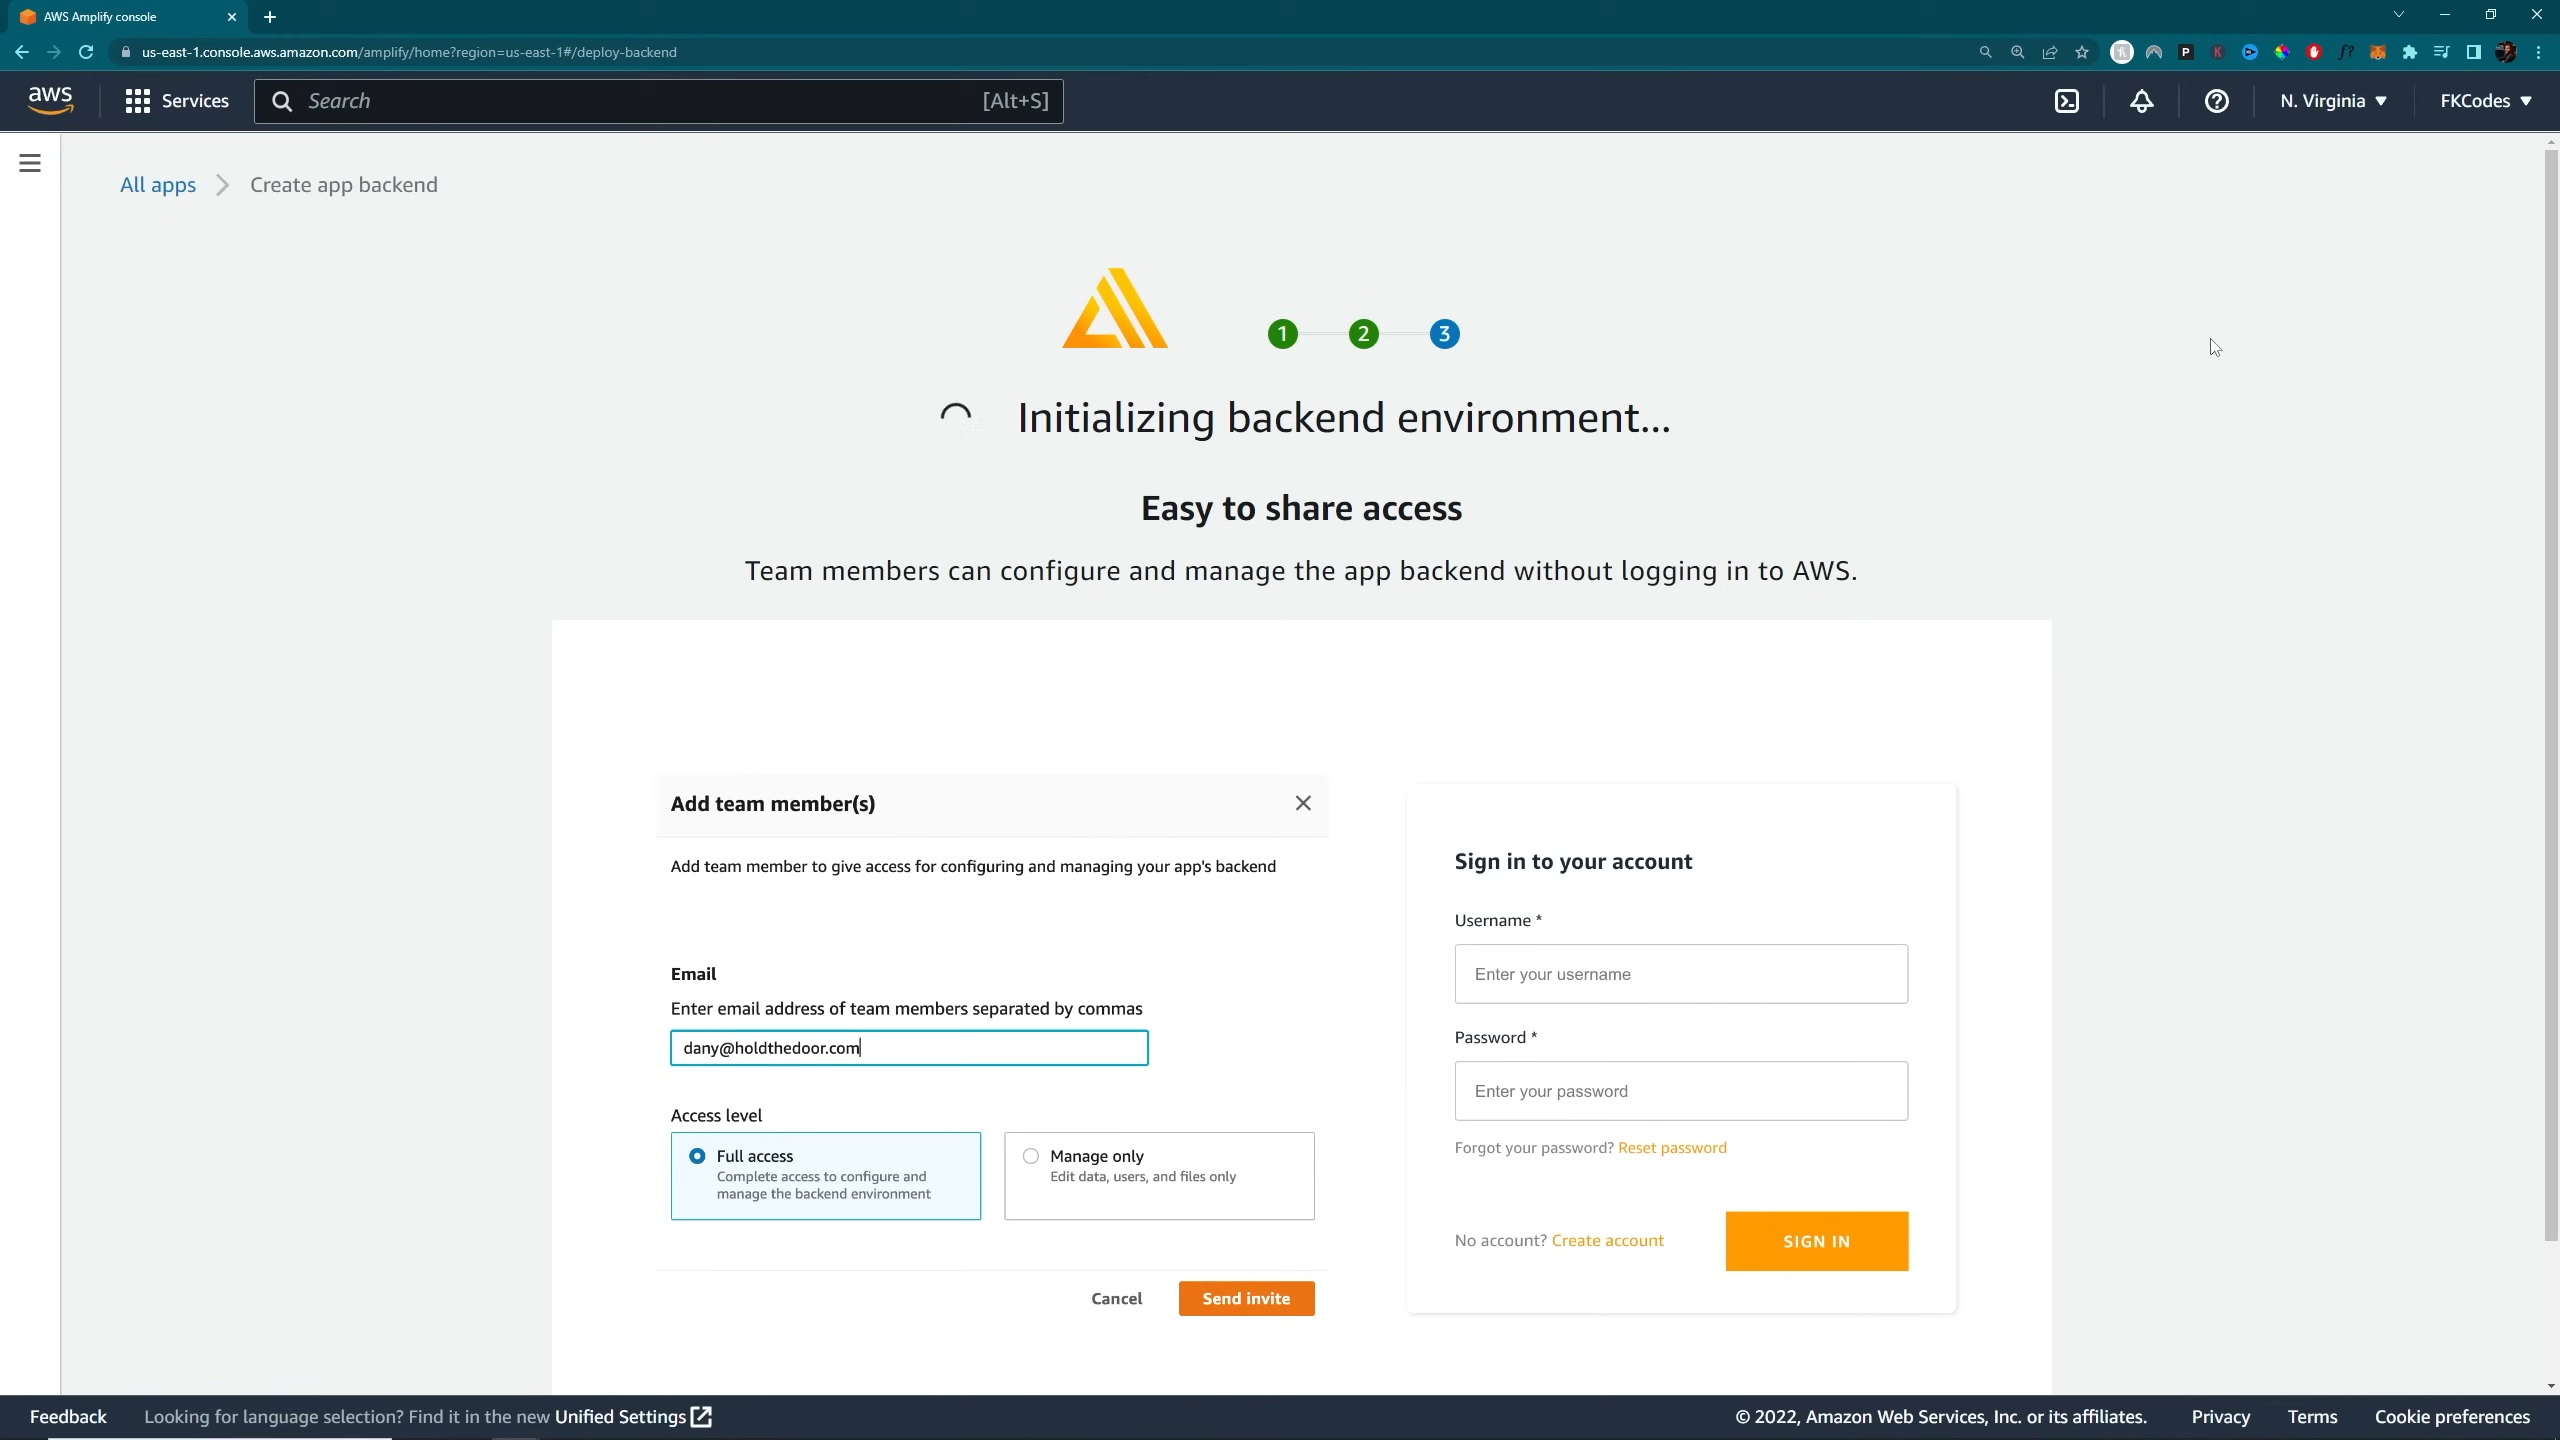 AWS Amplify console
us-east-1.console.aws.amazon.com/amplify/home?region=us-east-1#/deploy-backend
aws
Services
Search
[Alt+S]
N. Virginia
FKCodes
All apps
Create app backend
1
2
3
Initializing backend environment...
Easy to share access
Team members can configure and manage the app backend without logging in to AWS.
Add team member(s)
Add team member to give access for configuring and managing your app's backend
Email
Enter email address of team members separated by commas
dany@holdthedoor.com
Access level
Full access
Complete access to configure and
manage the backend environment
Manage only
Edit data, users, and files only
Cancel
Send invite
Sign in to your account
Username *
Enter your username
Password *
Enter your password
Forgot your password? Reset password
No account? Create account
SIGN IN
Feedback
Looking for language selection? Find it in the new Unified Settings
© 2022, Amazon Web Services, Inc. or its affiliates.
Privacy
Terms
Cookie preferences